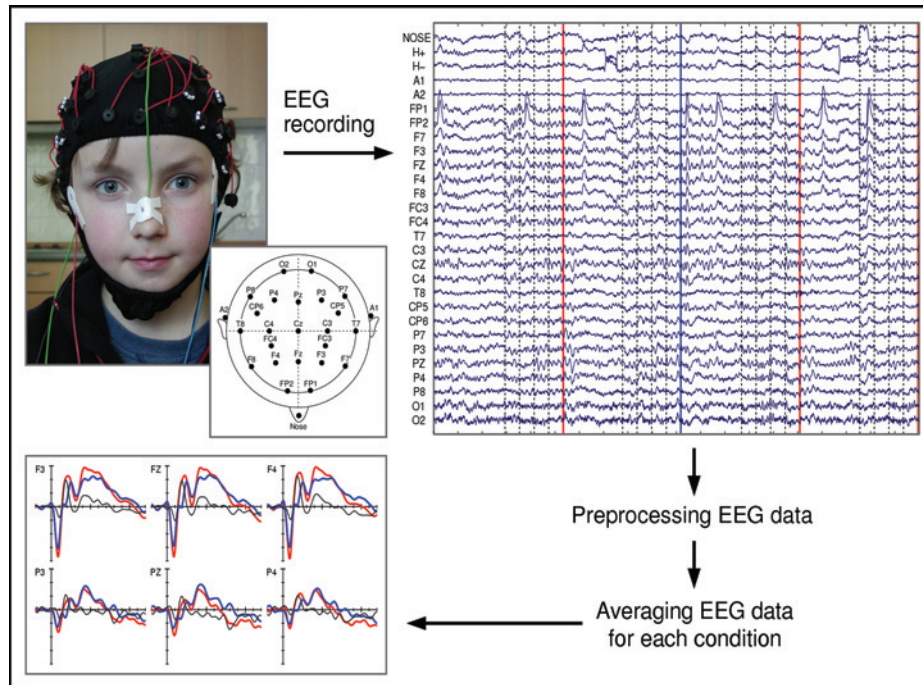 EEG
recording
NOSE
H+
H–
A1
A2
FP1
FP2
F7
F3
FZ
F4
F8
FC3
FC4
T7
C3
CZ
C4
T8
CP5
CP6
P7
P3
PZ
P4
P8
O1
O2
O2 O1
P8 P4 Pz P3 P7
CP6 CP5
A2 A1
T8 C4 Cz C3 T7
FC4 FC3
F8 F4 Fz F3 F7
FP2 FP1
Nose
Preprocessing EEG data
Averaging EEG data
for each condition
F3 FZ F4
P3 PZ P4